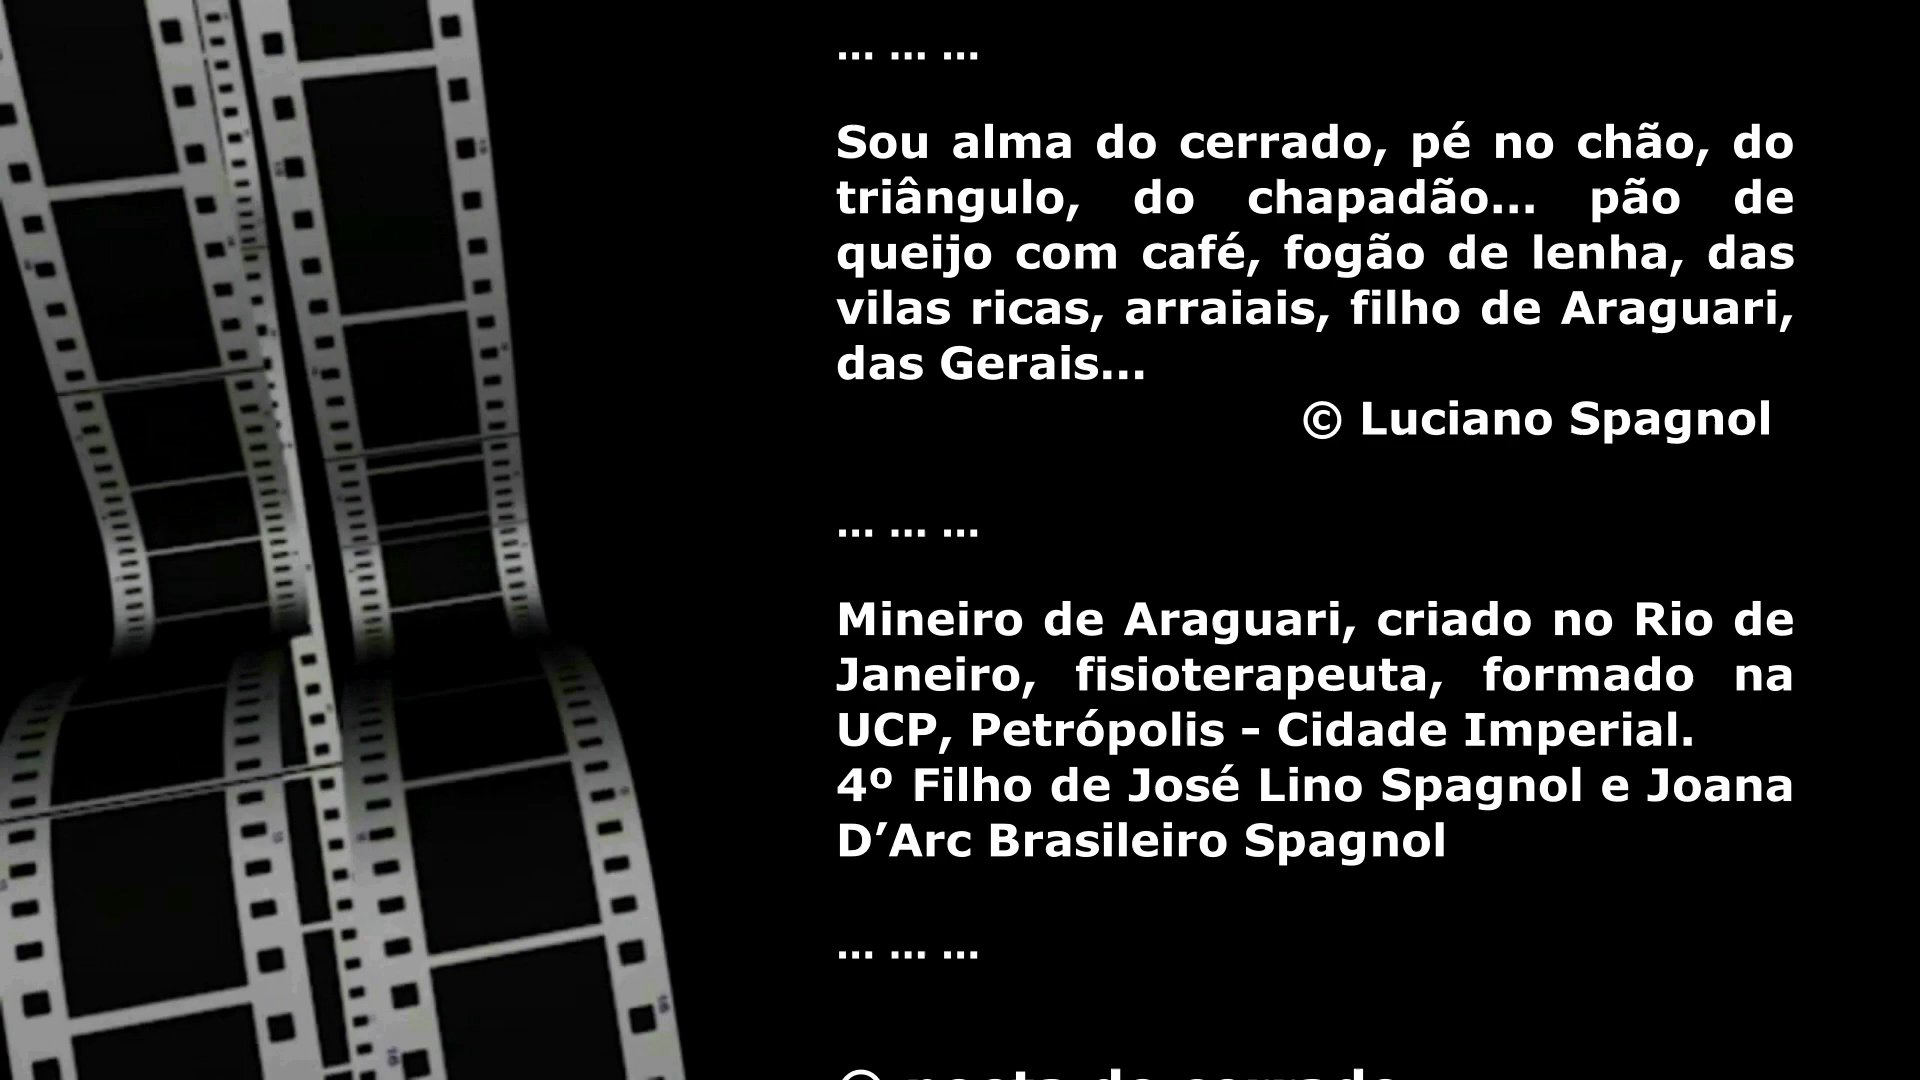 ... ... ...
Sou alma do cerrado, pé no chão, do
triângulo, do chapadão... pão de
queijo com café, fogão de lenha, das
vilas ricas, arraiais, filho de Araguari,
das Gerais...
© Luciano Spagnol
... ... ...
Mineiro de Araguari, criado no Rio de
Janeiro, fisioterapeuta, formado na
UCP, Petrópolis – Cidade Imperial.
4º Filho de José Lino Spagnol e Joana
D’Arc Brasileiro Spagnol
... ... ...